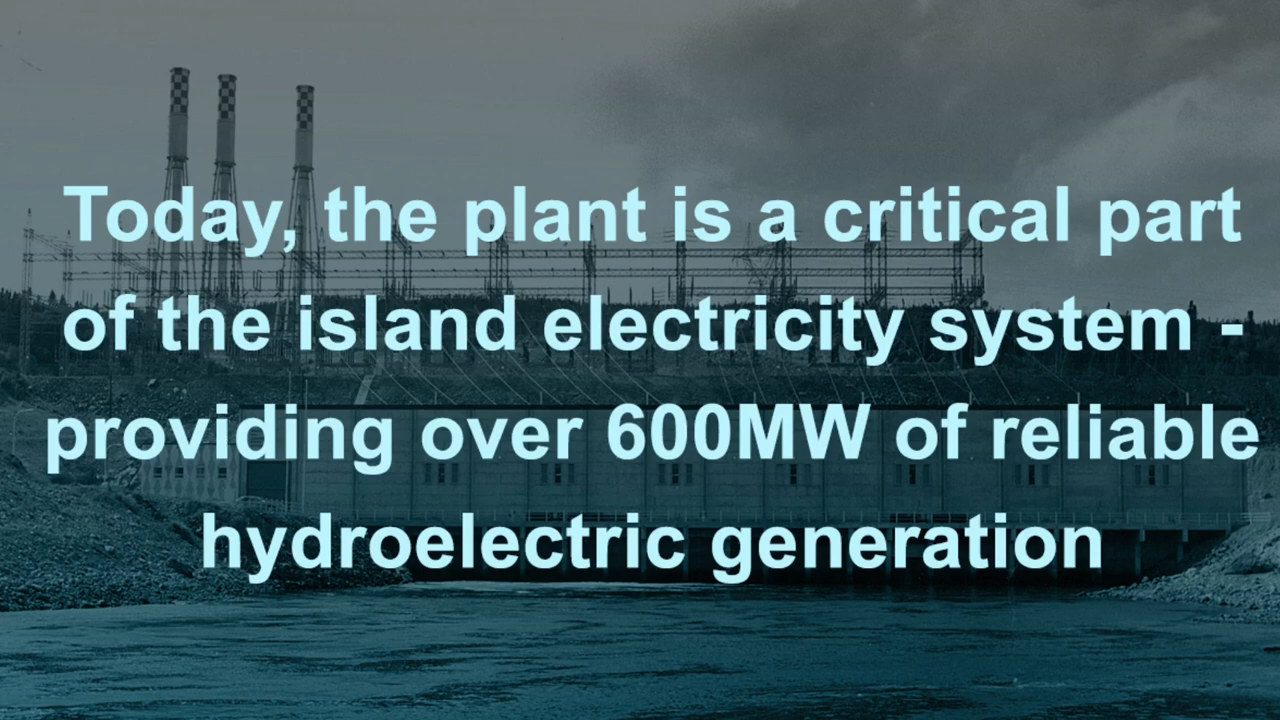 Today, the plant is a critical part
of the island electricity system -
providing over 600MW of reliable
hydroelectric generation